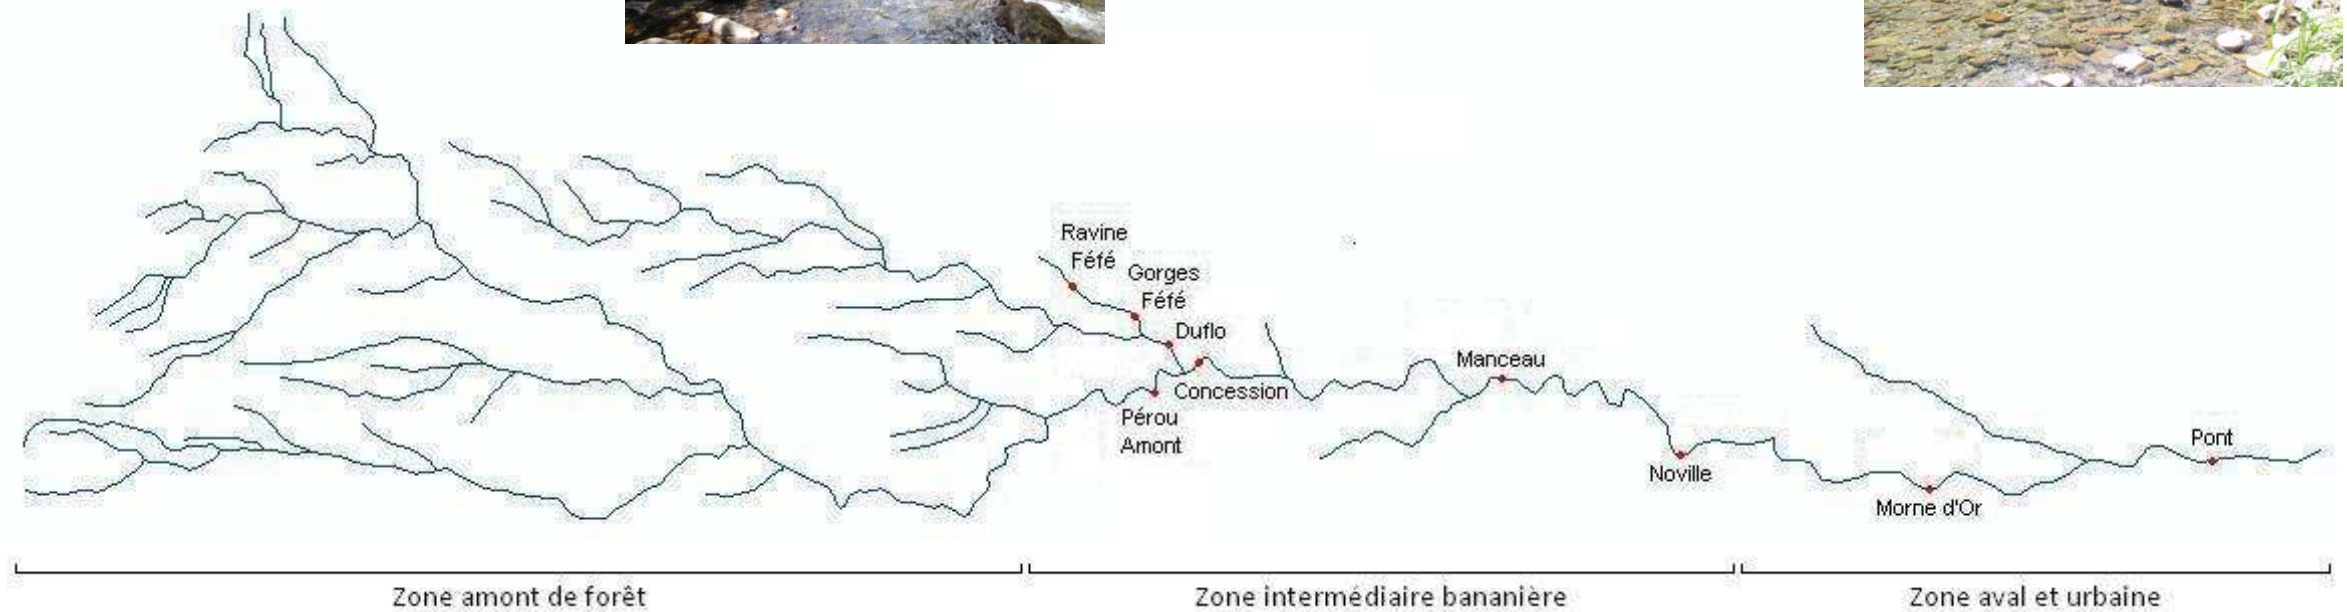 Ravine
Féfé
Gorges
Féfé
Duflo
Concession
Pérou
Amont
Manceau
Noville
Morne d'Or
Pont
Zone amont de forêt
Zone intermédiaire bananière
Zone aval et urbaine